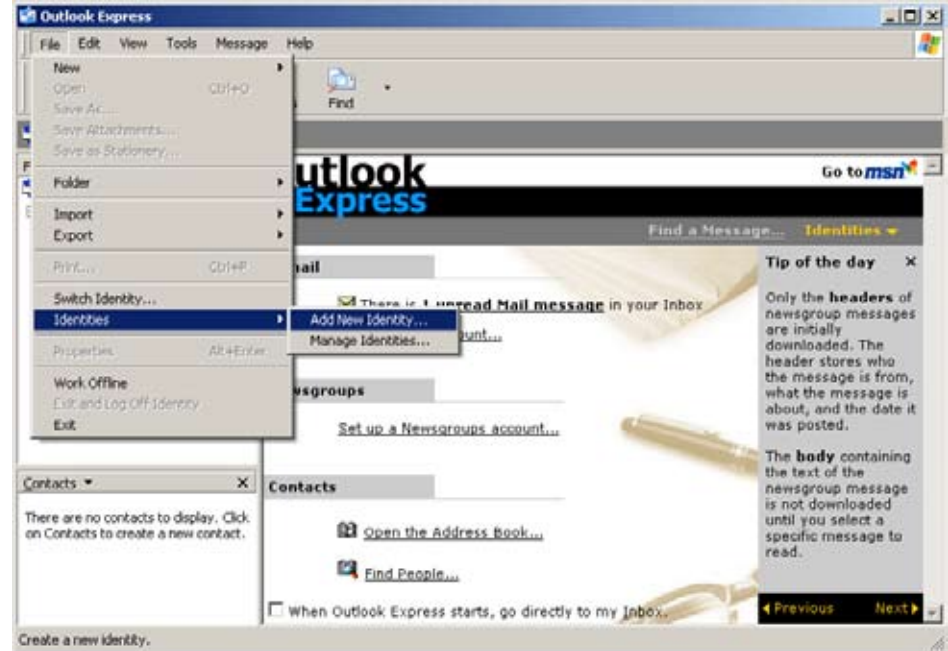 Outlook Express
File Edit View Tools Message Help
New
Open Ctrl+O
Save As...
Save Attachments...
Save as Stationery...
Folder
Import
Export
Print... Ctrl+P
Switch Identity...
Identities
Properties Alt+Enter
Work Offline
Exit and Log Off Identity
Exit
Add New Identity...
Manage Identities...
Find
utlook
Express
Go to msn
Find a Message... Identities
ail
There is 1 unread Mail message in your Inbox
unt...
wsgroups
Set up a Newsgroups account...
Contacts
Open the Address Book...
Find People...
When Outlook Express starts, go directly to my Inbox.
Tip of the day
Only the headers of
newsgroup messages
are initially
downloaded. The
header stores who
the message is from,
what the message is
about, and the date it
was posted.
The body containing
the text of the
newsgroup message
is not downloaded
until you select a
specific message to
read.
Previous Next
Contacts
There are no contacts to display. Click
on Contacts to create a new contact.
Create a new identity.